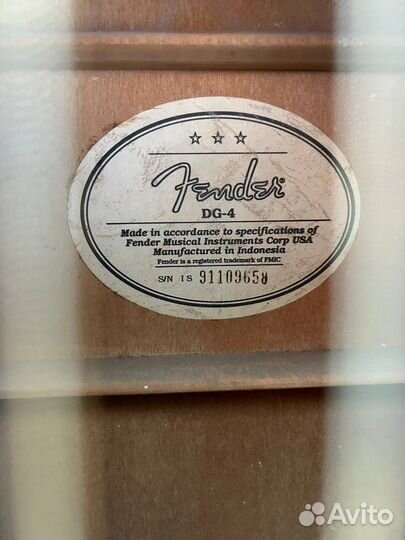 Fender®
DG-4
Made in accordance to specifications of
Fender Musical Instruments Corp USA
Manufactured in Indonesia
Fender is a registered trademark of FMIC
S/N IS 91109658
Avito